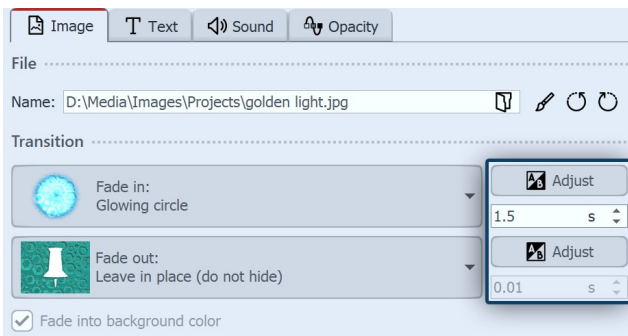 Image Text Sound Opacity
File
Name: D:\Media\Images\Projects\golden light.jpg
Transition
Fade in:
Glowing circle
A/B Adjust
1.5 s
Fade out:
Leave in place (do not hide)
A/B Adjust
0.01 s
Fade into background color